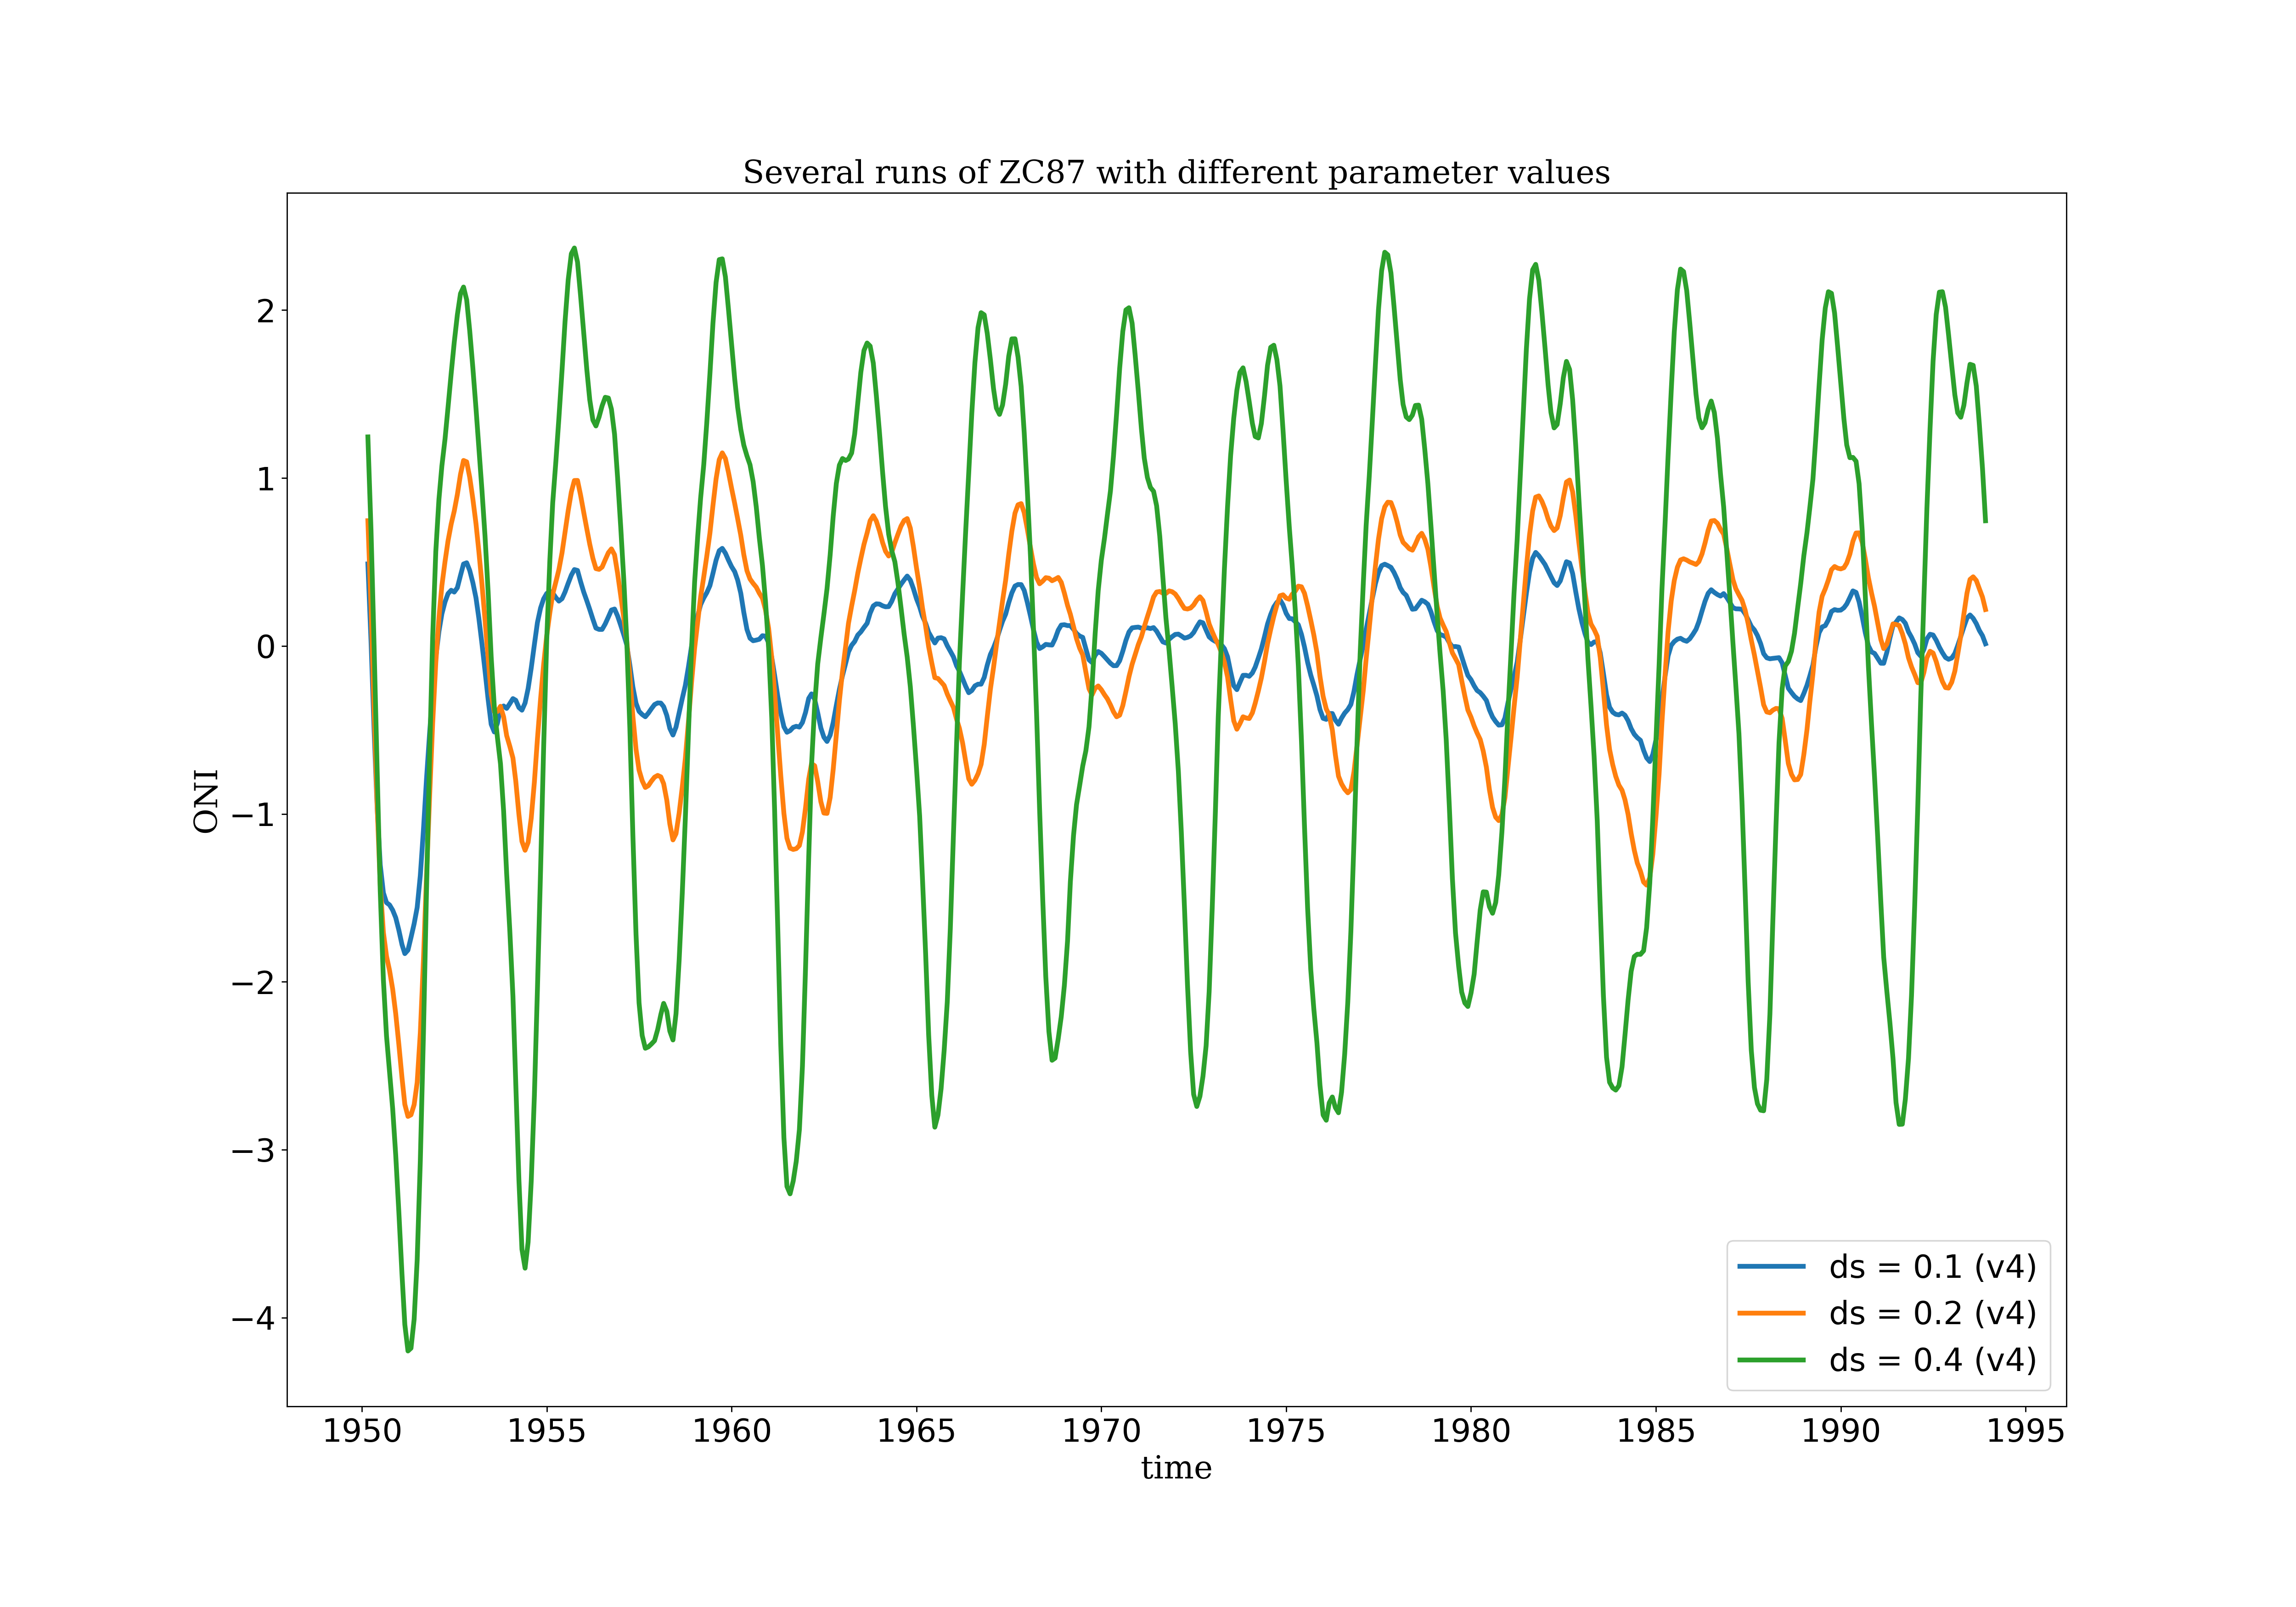 Several runs of ZC87 with different parameter values
2
1
0
−1
−2
−3
−4
ONI
1950 1955 1960 1965 1970 1975 1980 1985 1990 1995
time
ds = 0.1 (v4)
ds = 0.2 (v4)
ds = 0.4 (v4)